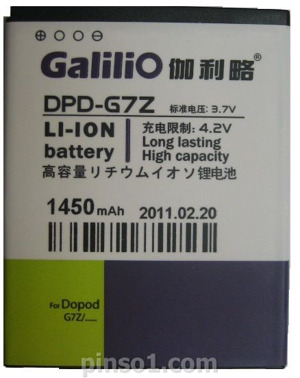 GaliliO 伽利略
DPD-G7Z 标准电压: 3.7V
LI-ION 充电限制: 4.2V
battery Long lasting
High capacity
高容量リチウムイオソ锂电池
1450mAh 2011.02.20
For Dopod
G7Z/......
pinso1.com